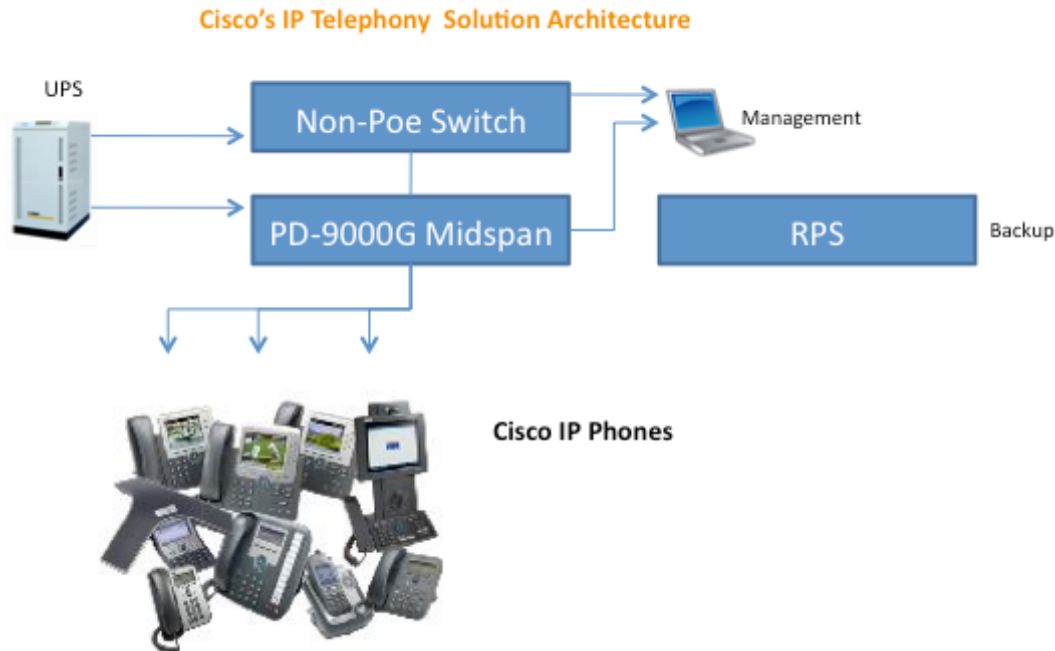 Cisco's IP Telephony Solution Architecture
UPS
Non-Poe Switch
Management
PD-9000G Midspan
RPS
Backup
Cisco IP Phones